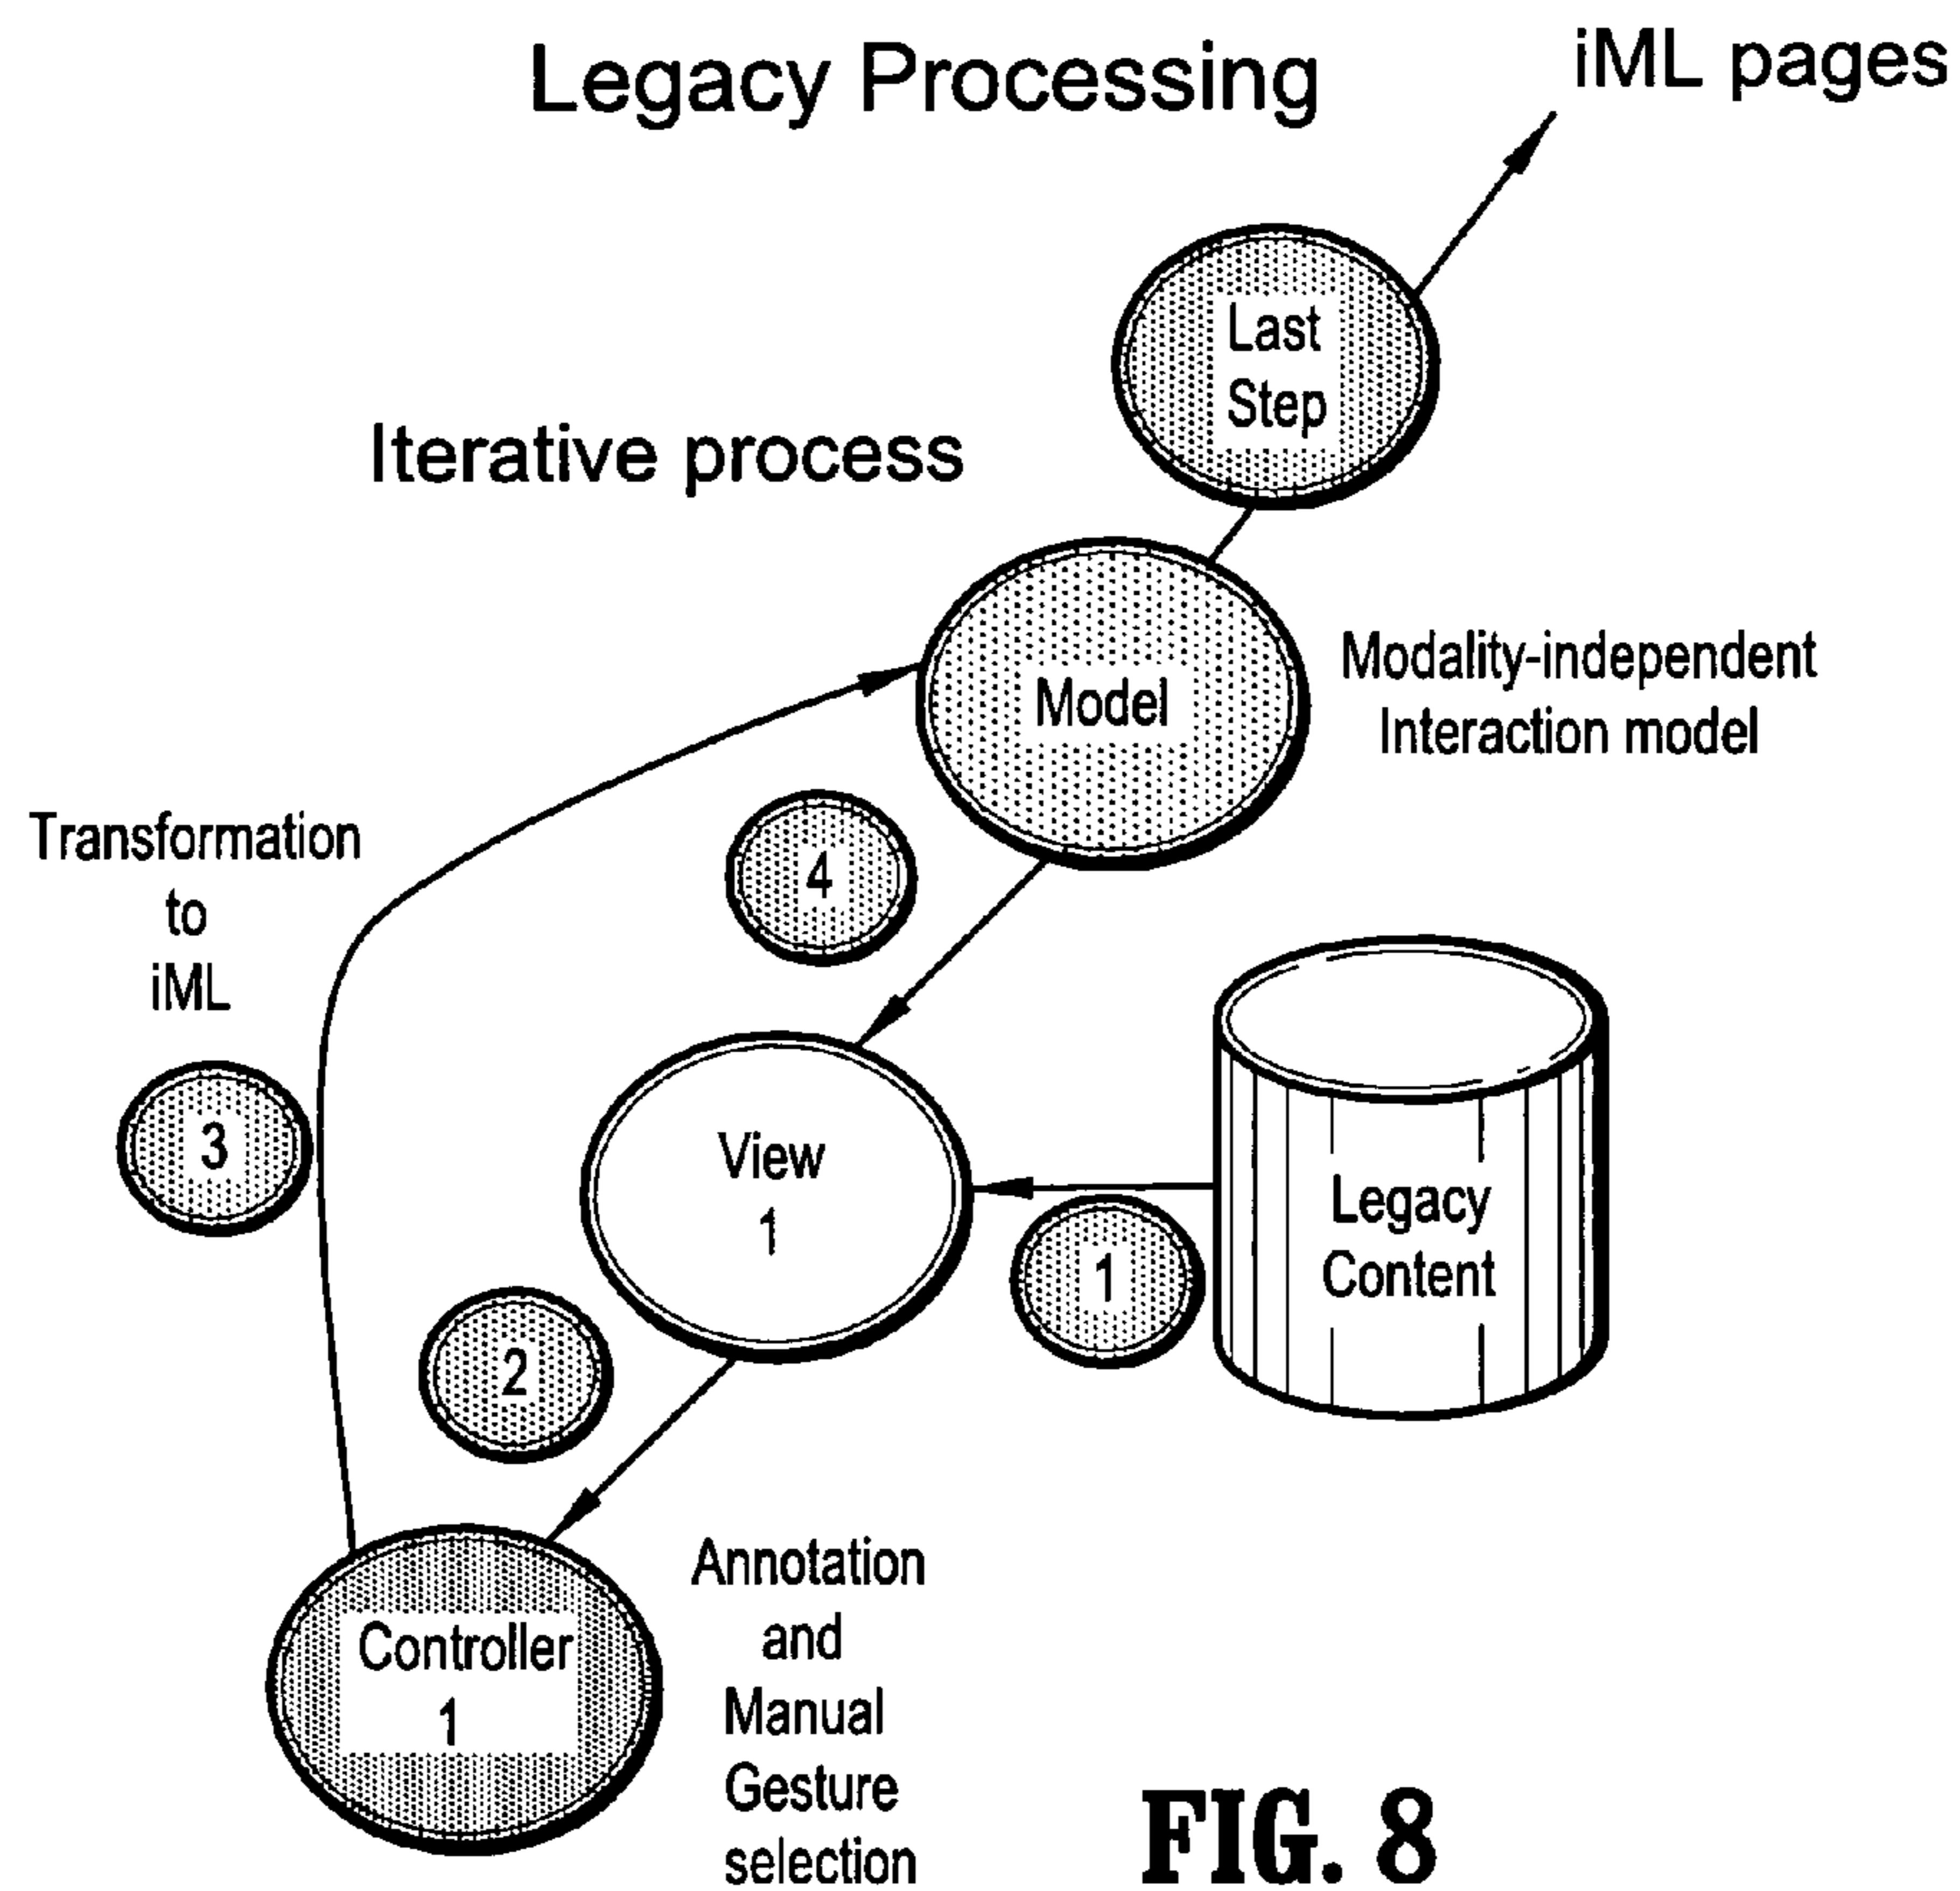 Legacy Processing
iML pages
Last
Step
Iterative process
Model
Modality-independent
Interaction model
Transformation
to
iML
4
3
View
1
1
Legacy
Content
2
Controller
1
Annotation
and
Manual
Gesture
selection
FIG. 8